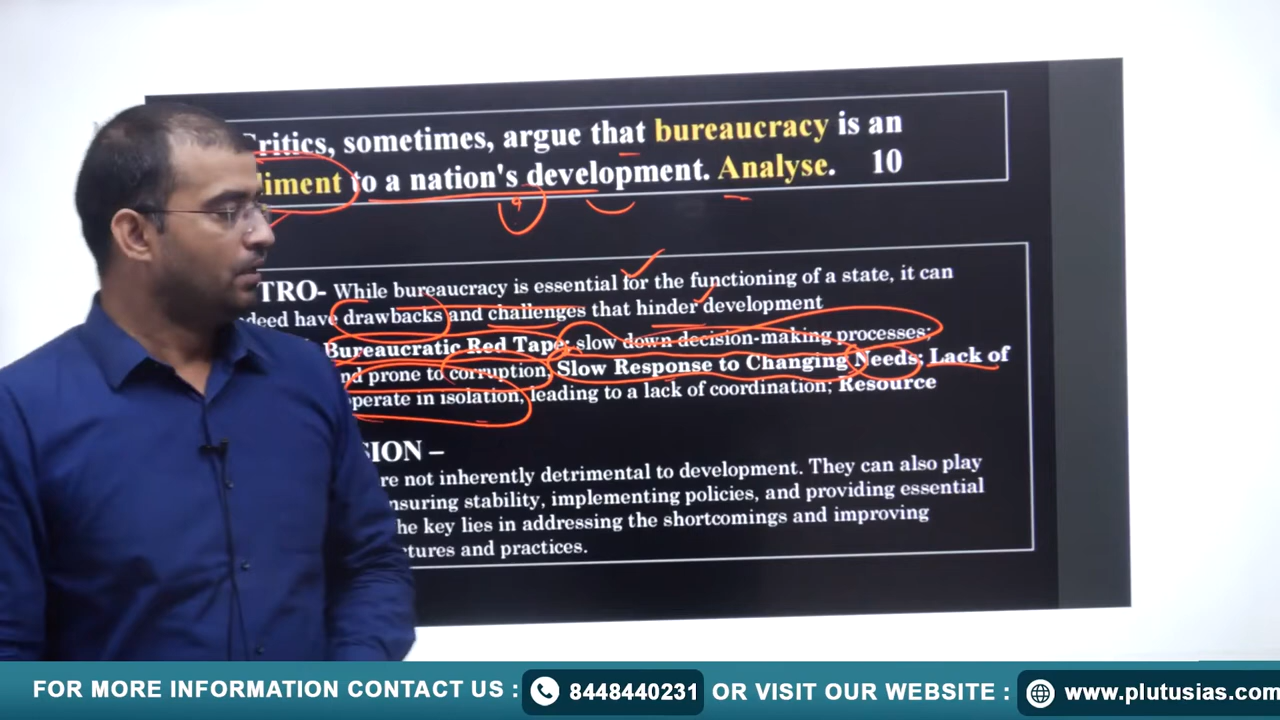 Critics, sometimes, argue that bureaucracy is an
liment to a nation's development. Analyse. 10
TRO- While bureaucracy is essential for the functioning of a state, it can
deed have drawbacks and challenges that hinder development
Bureaucratic Red Tape: slow down decision-making processes;
nd prone to corruption, Slow Response to Changing Needs; Lack of
perate in isolation, leading to a lack of coordination; Resource
SION –
re not inherently detrimental to development. They can also play
nsuring stability, implementing policies, and providing essential
he key lies in addressing the shortcomings and improving
ctures and practices.
FOR MORE INFORMATION CONTACT US : 8448440231 OR VISIT OUR WEBSITE : www.plutusias.com